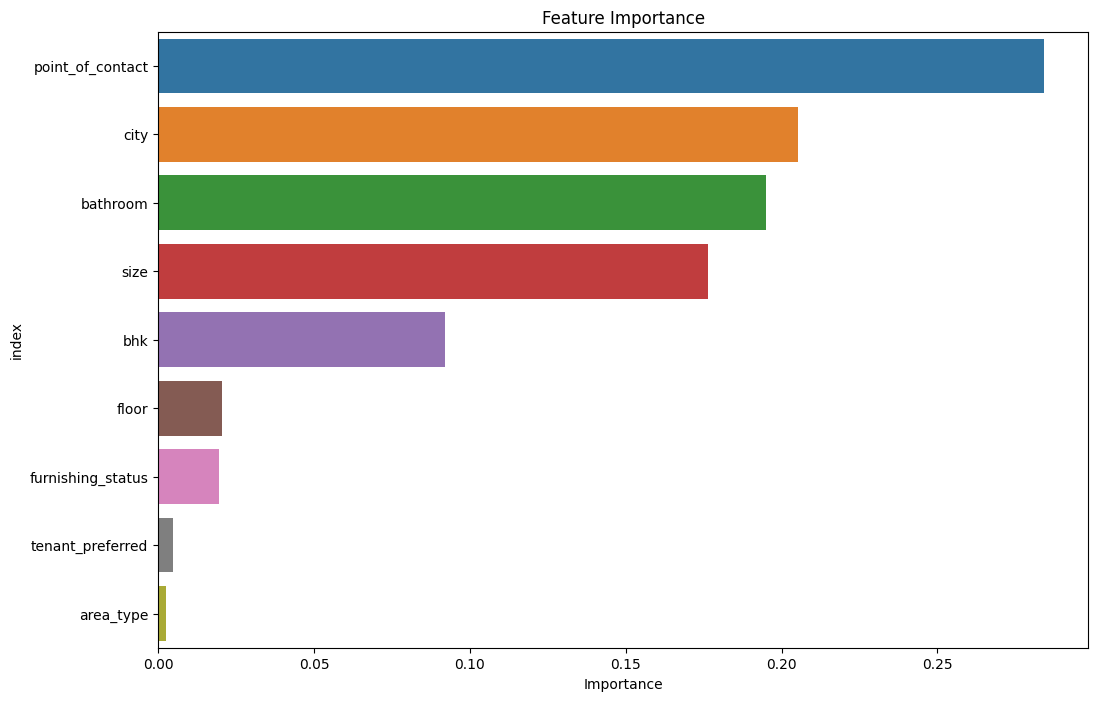 Feature Importance
point_of_contact
city
bathroom
size
bhk
floor
furnishing_status
tenant_preferred
area_type
index
0.00 0.05 0.10 0.15 0.20 0.25
Importance